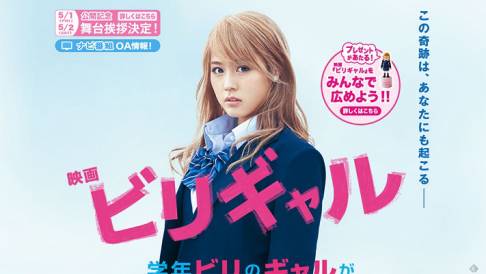 5/1
(FRI)
5/2
(SAT)
公開記念 詳しくはこちら
舞台挨拶決定!
ナビ番組OA情報!
プレゼント
があたる!
映画
『ビリギャル』を
みんなで
広めよう!!
詳しくはこちら
この奇跡は、あなたにも起こる――
映画
ビリギャル
学年ビリのギャルが